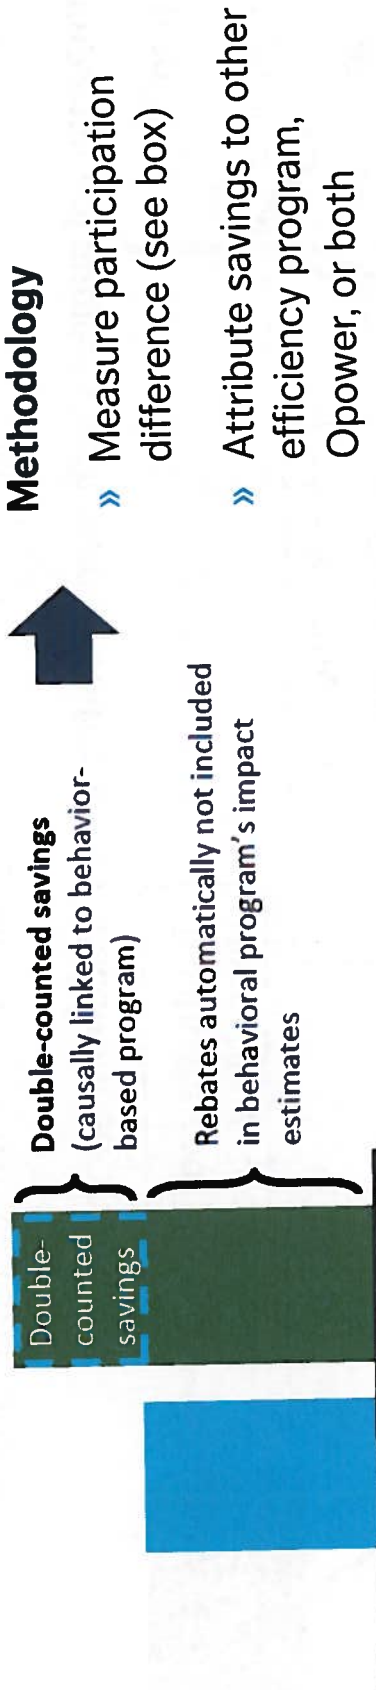 Double-
counted
savings
Double-counted savings
(causally linked to behavior-
based program)
Rebates automatically not included
in behavioral program's impact
estimates
Methodology
» Measure participation
difference (see box)
» Attribute savings to other
efficiency program,
Opower, or both